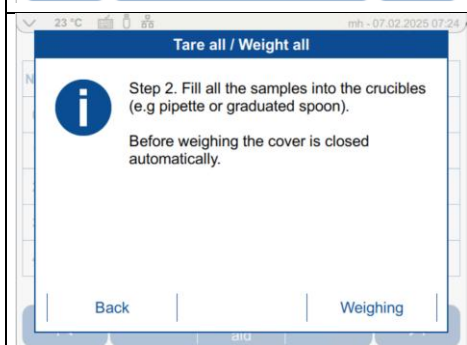 23 °C
mh - 07.02.2025 07:24
Tare all / Weight all
Step 2. Fill all the samples into the crucibles
(e.g pipette or graduated spoon).
Before weighing the cover is closed
automatically.
Back
Weighing